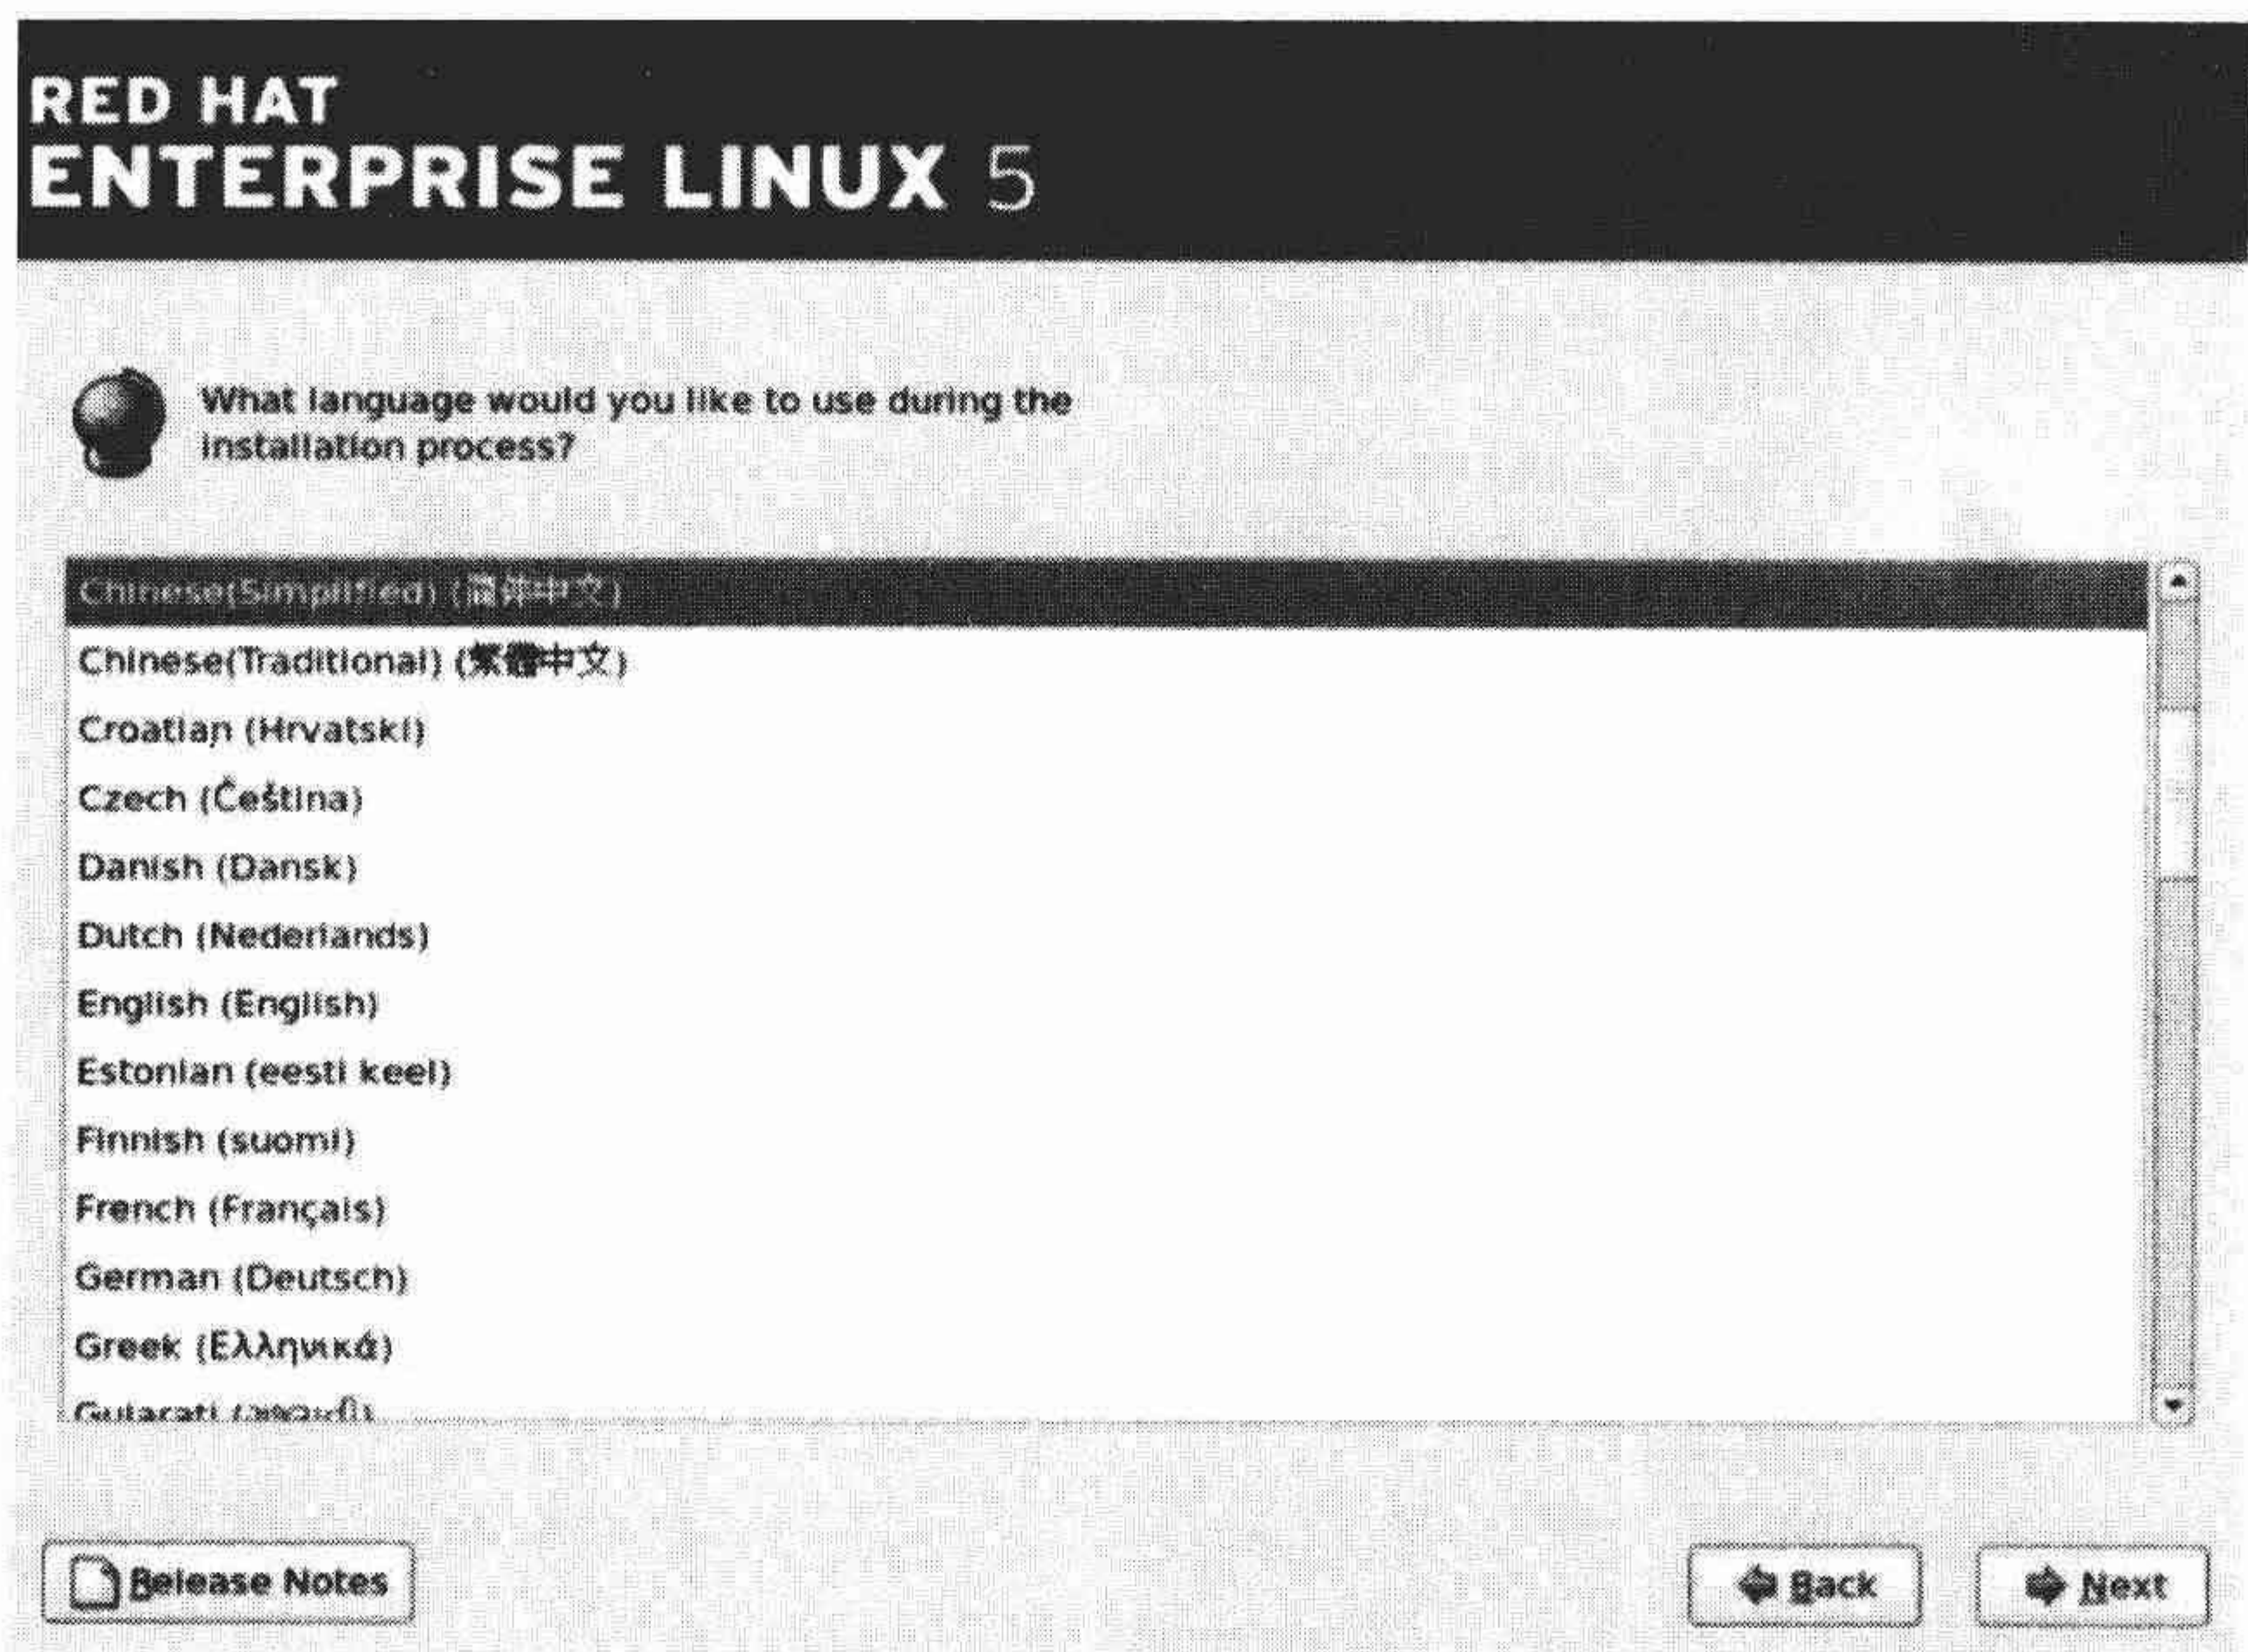 RED HAT
ENTERPRISE LINUX 5
What language would you like to use during the
installation process?
Chinese(Simplified) (简体中文)
Chinese(Traditional) (繁體中文)
Croatian (Hrvatski)
Czech (Čeština)
Danish (Dansk)
Dutch (Nederlands)
English (English)
Estonian (eesti keel)
Finnish (suomi)
French (Français)
German (Deutsch)
Greek (Ελληνικά)
Gujarati
Release Notes
Back
Next